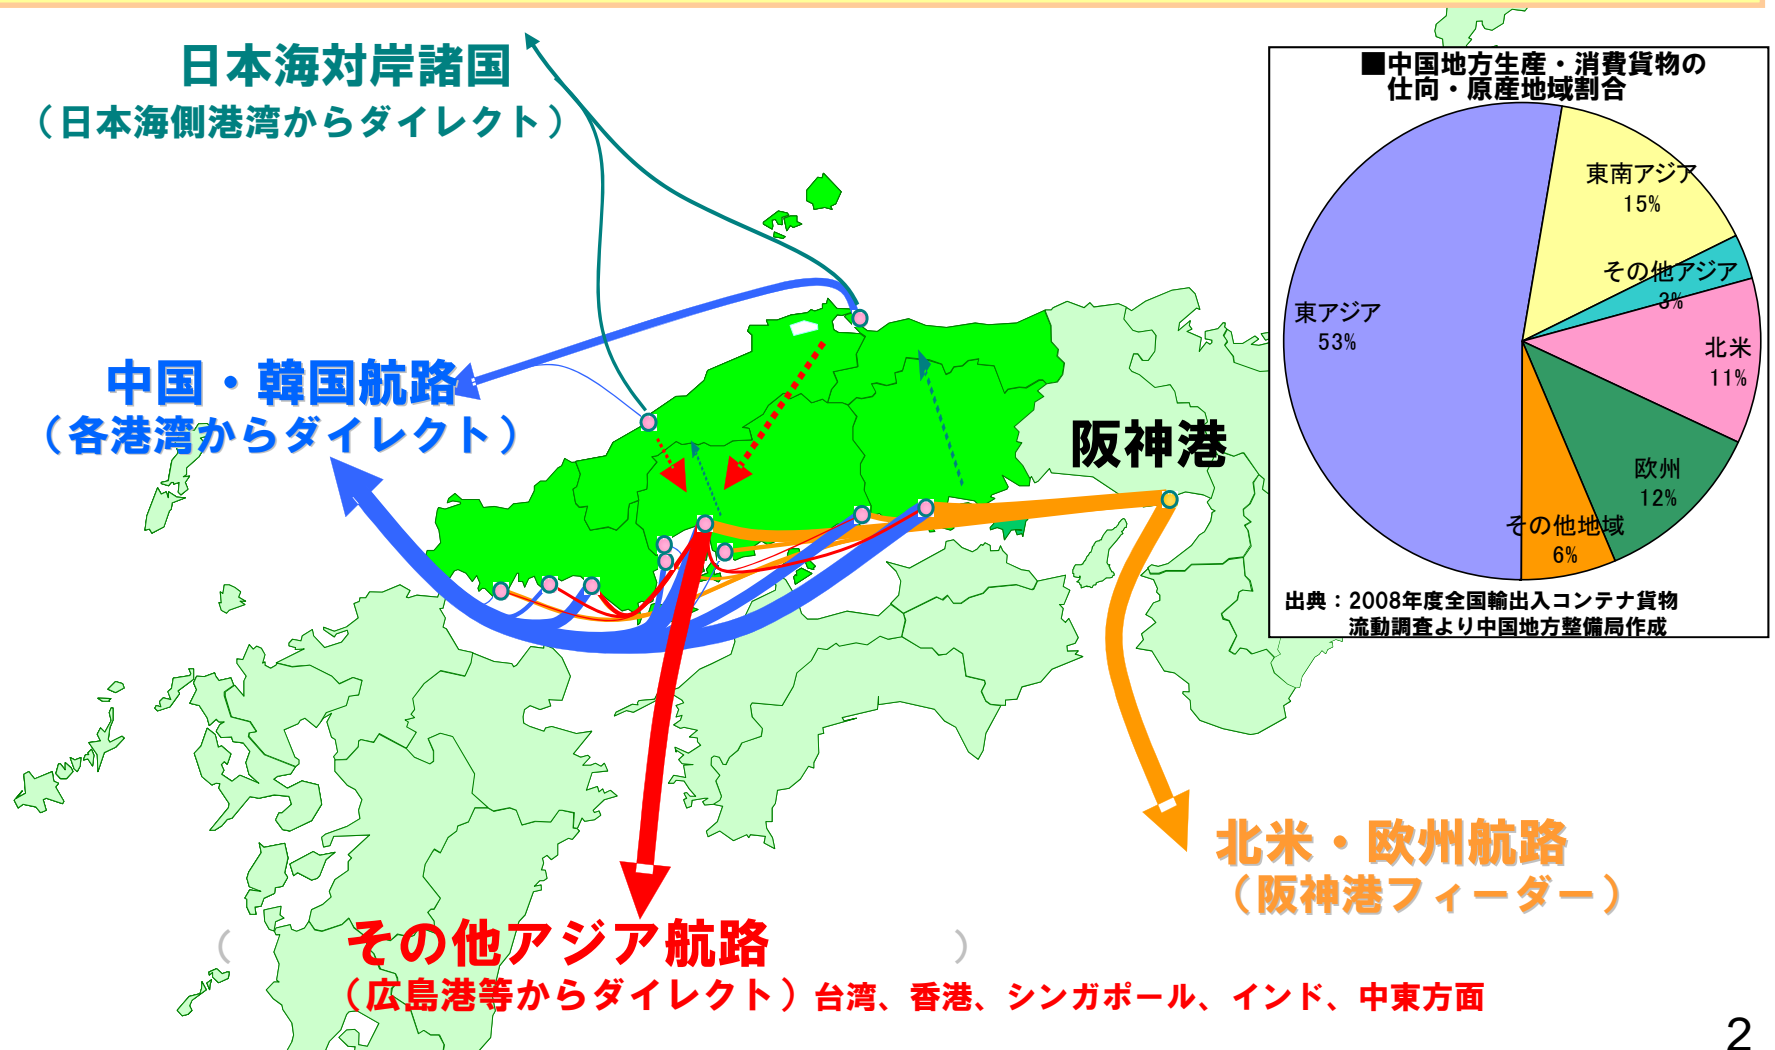 日本海対岸諸国
（日本海側港湾からダイレクト）
■中国地方生産・消費貨物の
仕向・原産地域割合
東南アジア
15%
その他アジア
3%
東アジア
53%
北米
11%
欧州
12%
その他地域
6%
出典：2008年度全国輸出入コンテナ貨物
流動調査より中国地方整備局作成
中国・韓国航路
（各港湾からダイレクト）
阪神港
北米・欧州航路
（阪神港フィーダー）
（　　　　　　　　　　）
その他アジア航路
（広島港等からダイレクト）台湾、香港、シンガポール、インド、中東方面
2